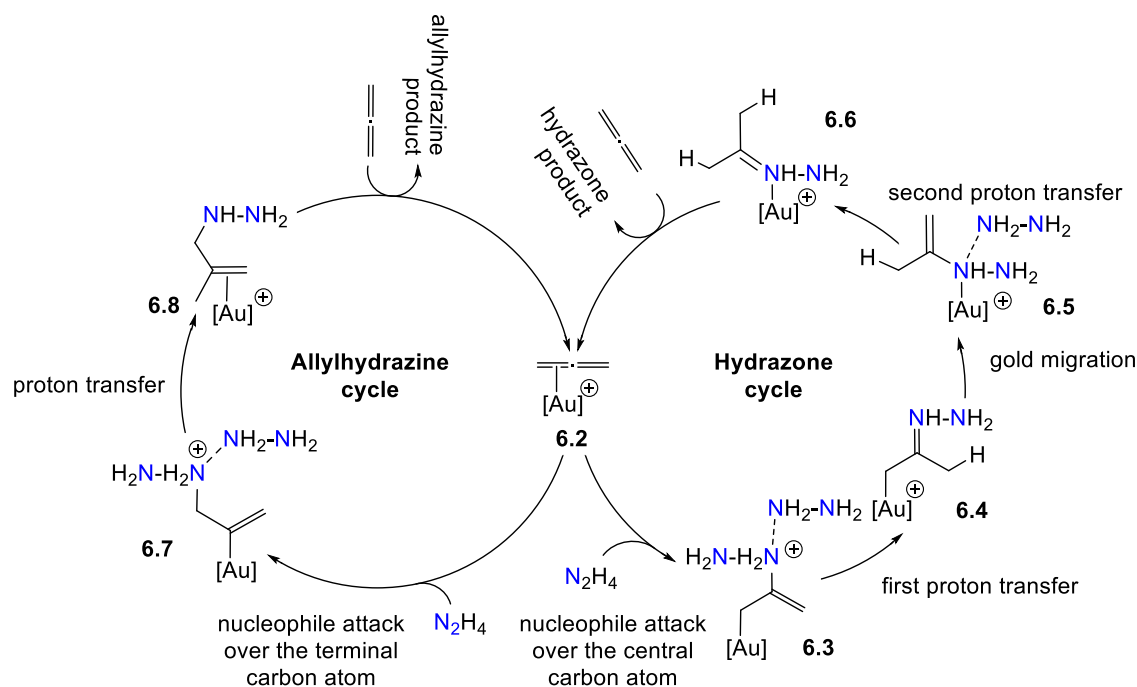 allylhydrazine
product
hydrazone
product
H
H
NH-NH₂
[Au]
⊕
6.6
second proton transfer
NH₂-NH₂
H
NH-NH₂
[Au]
⊕
6.5
gold migration
NH-NH₂
H
[Au]
⊕
6.4
first proton transfer
NH₂-NH₂
H₂N-H₂N
⊕
[Au]
6.3
N₂H₄
nucleophile attack
over the central
carbon atom
Hydrazone
cycle
[Au]
⊕
6.2
Allylhydrazine
cycle
N₂H₄
nucleophile attack
over the terminal
carbon atom
⊕
NH₂-NH₂
H₂N-H₂N
6.7
[Au]
proton transfer
NH-NH₂
6.8
[Au]
⊕